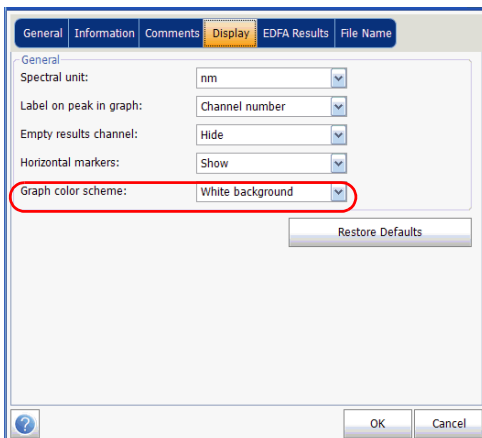 General Information Comments Display EDFA Results File Name
General
Spectral unit: nm
Label on peak in graph: Channel number
Empty results channel: Hide
Horizontal markers: Show
Graph color scheme: White background
Restore Defaults
? OK Cancel